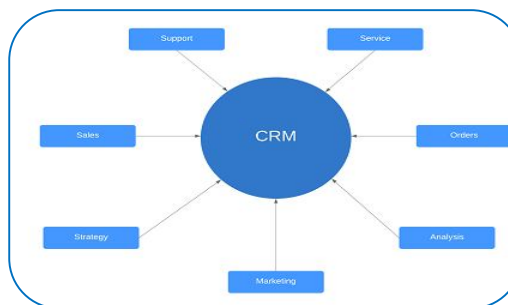 Support
Service
CRM
Sales
Orders
Strategy
Analysis
Marketing